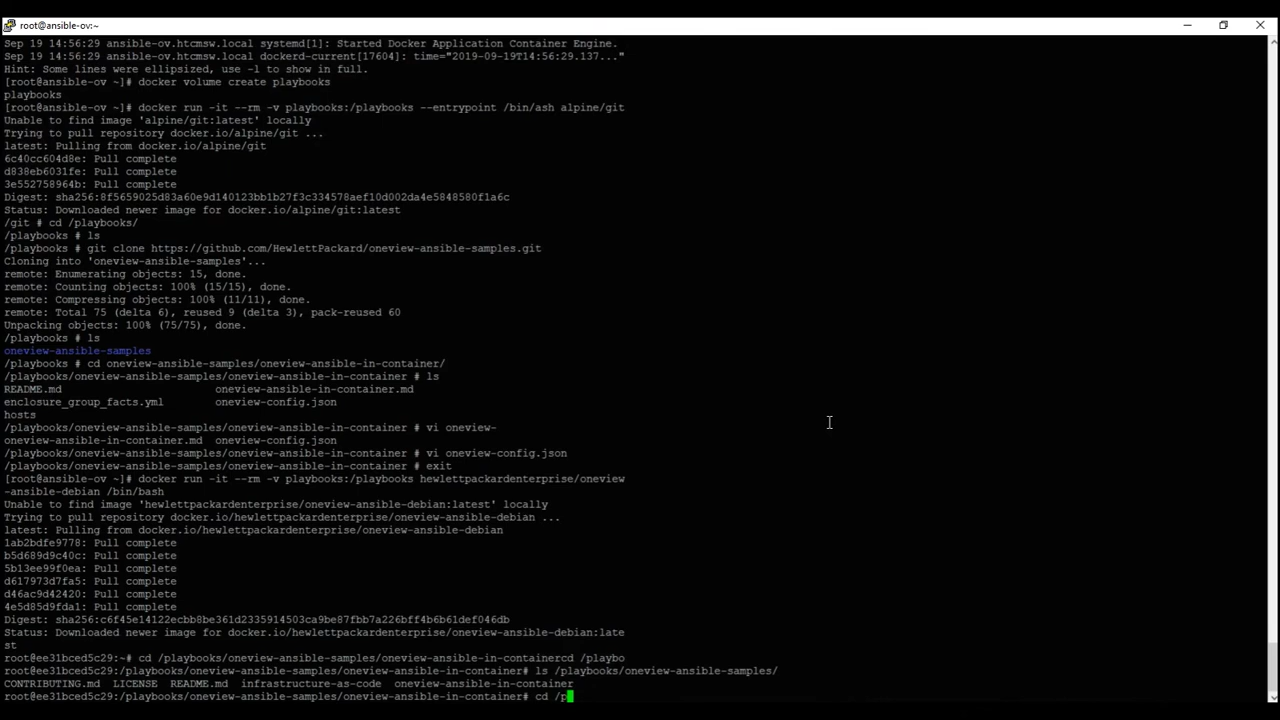 root@ansible-ov:~
Sep 19 14:56:29 ansible-ov.htcmsw.local systemd[1]: Started Docker Application Container Engine.
Sep 19 14:56:29 ansible-ov.htcmsw.local dockerd-current[17604]: time="2019-09-19T14:56:29.137..."
Hint: Some lines were ellipsized, use -l to show in full.
[root@ansible-ov ~]# docker volume create playbooks
playbooks
[root@ansible-ov ~]# docker run -it --rm -v playbooks:/playbooks --entrypoint /bin/ash alpine/git
Unable to find image 'alpine/git:latest' locally
Trying to pull repository docker.io/alpine/git ...
latest: Pulling from docker.io/alpine/git
6c40cc604d8e: Pull complete
d838eb6031fe: Pull complete
3e552758964b: Pull complete
Digest: sha256:8f5659025d83a60e9d140123bb1b27f3c334578aef10d002da4e5848580f1a6c
Status: Downloaded newer image for docker.io/alpine/git:latest
/git # cd /playbooks/
/playbooks # ls
/playbooks # git clone https://github.com/HewlettPackard/oneview-ansible-samples.git
Cloning into 'oneview-ansible-samples'...
remote: Enumerating objects: 15, done.
remote: Counting objects: 100% (15/15), done.
remote: Compressing objects: 100% (11/11), done.
remote: Total 75 (delta 6), reused 9 (delta 3), pack-reused 60
Unpacking objects: 100% (75/75), done.
/playbooks # ls
oneview-ansible-samples
/playbooks # cd oneview-ansible-samples/oneview-ansible-in-container/
/playbooks/oneview-ansible-samples/oneview-ansible-in-container # ls
README.md oneview-ansible-in-container.md
enclosure_group_facts.yml oneview-config.json
hosts
/playbooks/oneview-ansible-samples/oneview-ansible-in-container # vi oneview-
oneview-ansible-in-container.md oneview-config.json
/playbooks/oneview-ansible-samples/oneview-ansible-in-container # vi oneview-config.json
/playbooks/oneview-ansible-samples/oneview-ansible-in-container # exit
[root@ansible-ov ~]# docker run -it --rm -v playbooks:/playbooks hewlettpackardenterprise/oneview
-ansible-debian /bin/bash
Unable to find image 'hewlettpackardenterprise/oneview-ansible-debian:latest' locally
Trying to pull repository docker.io/hewlettpackardenterprise/oneview-ansible-debian ...
latest: Pulling from docker.io/hewlettpackardenterprise/oneview-ansible-debian
1ab2bdfe9778: Pull complete
b5d689d9c40c: Pull complete
5b13ee99f0ea: Pull complete
d617973d7fa5: Pull complete
d46ac9d42420: Pull complete
4e5d85d9fda1: Pull complete
Digest: sha256:c6f45e14122ecbb8be361d2335914503ca9be87fbb7a226bff4b6b61def046db
Status: Downloaded newer image for docker.io/hewlettpackardenterprise/oneview-ansible-debian:late
st
root@ee31bced5c29:~# cd /playbooks/oneview-ansible-samples/oneview-ansible-in-containercd /playbo
root@ee31bced5c29:/playbooks/oneview-ansible-samples/oneview-ansible-in-container# ls /playbooks/oneview-ansible-samples/
CONTRIBUTING.md LICENSE README.md infrastructure-as-code oneview-ansible-in-container
root@ee31bced5c29:/playbooks/oneview-ansible-samples/oneview-ansible-in-container# cd /p